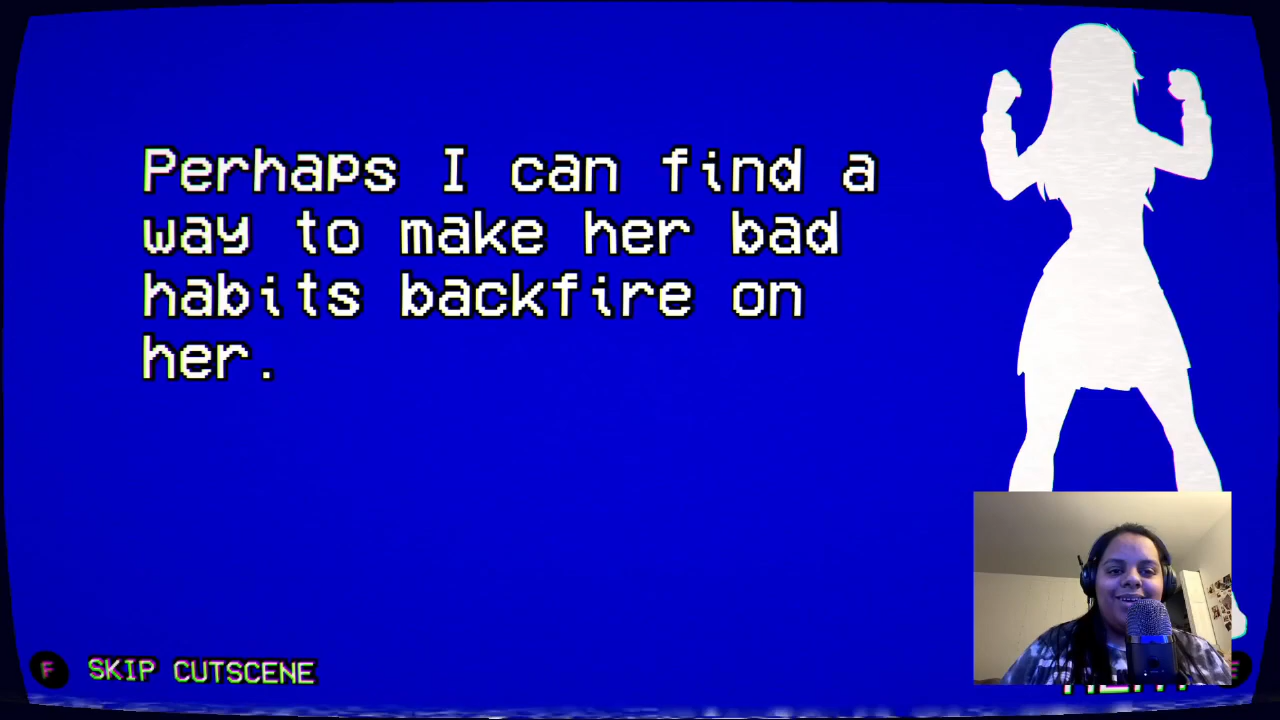 Perhaps I can find a
way to make her bad
habits backfire on
her.
F SKIP CUTSCENE